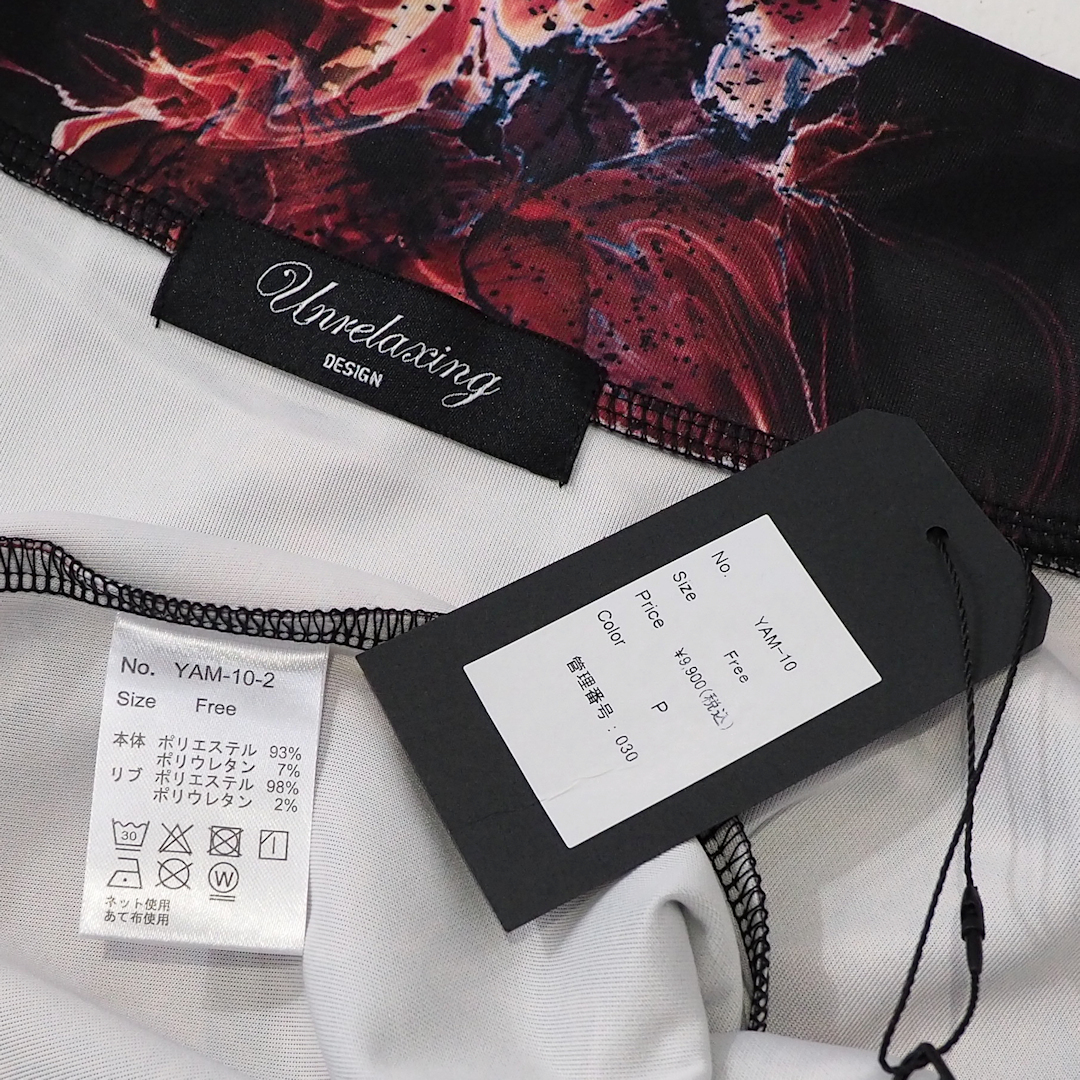 Unrelaxing
DESIGN
No. YAM-10
Size Free
Price ¥9,900(税込)
Color P
管理番号: 030
No. YAM-10-2
Size Free
本体 ポリエステル 93%
ポリウレタン 7%
リブ ポリエステル 98%
ポリウレタン 2%
30
W
ネット使用
あて布使用